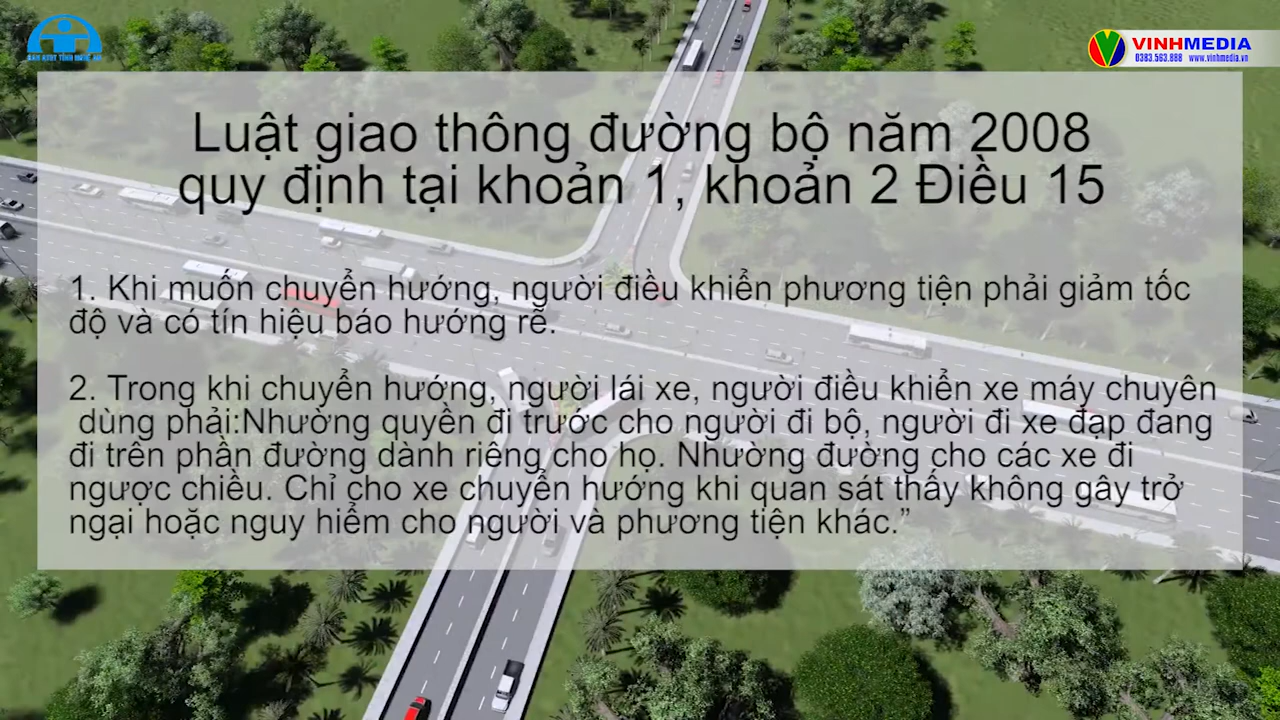 BAN ATGT TỈNH NGHỆ AN
VINHMEDIA
0383.563.888 www.vinhmedia.vn
Luật giao thông đường bộ năm 2008
quy định tại khoản 1, khoản 2 Điều 15
1. Khi muốn chuyển hướng, người điều khiển phương tiện phải giảm tốc
độ và có tín hiệu báo hướng rẽ.
2. Trong khi chuyển hướng, người lái xe, người điều khiển xe máy chuyên
dùng phải:Nhường quyền đi trước cho người đi bộ, người đi xe đạp đang
đi trên phần đường dành riêng cho họ. Nhường đường cho các xe đi
ngược chiều. Chỉ cho xe chuyển hướng khi quan sát thấy không gây trở
ngại hoặc nguy hiểm cho người và phương tiện khác.”